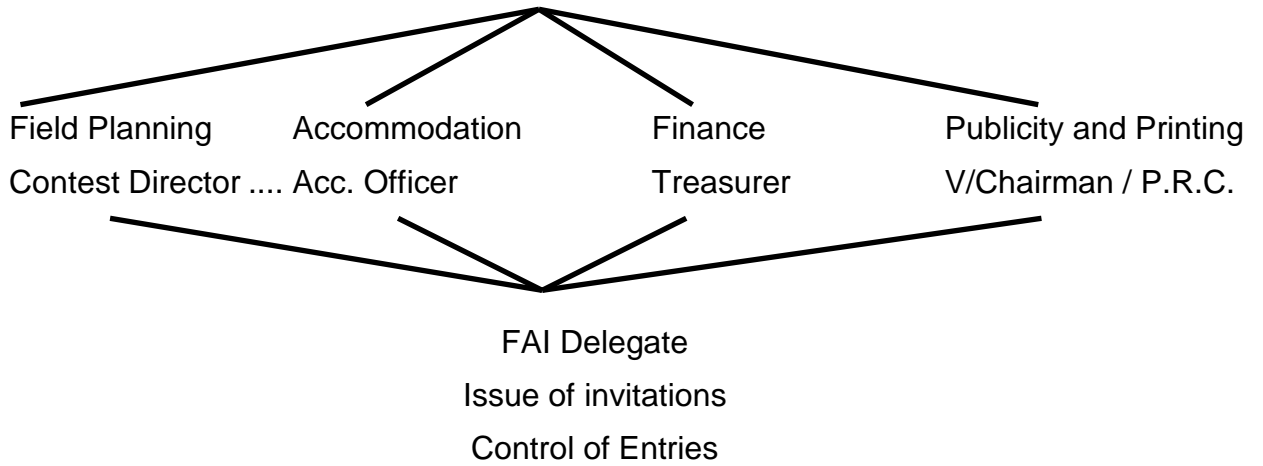 Field Planning Accommodation Finance Publicity and Printing
Contest Director .... Acc. Officer Treasurer V/Chairman / P.R.C.
FAI Delegate
Issue of invitations
Control of Entries